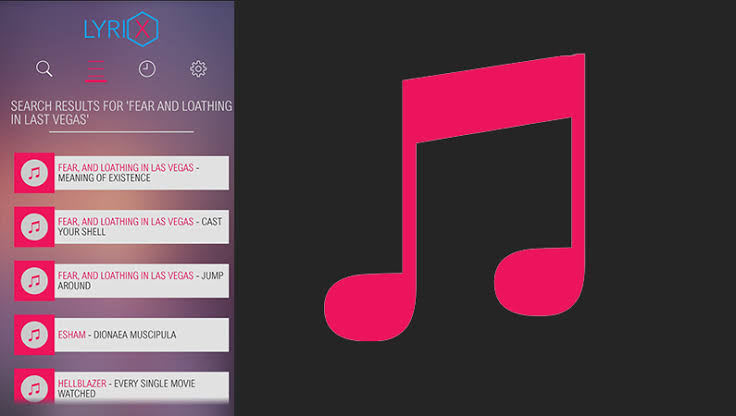 LYRIX
SEARCH RESULTS FOR 'FEAR AND LOATHING
IN LAST VEGAS'
FEAR, AND LOATHING IN LAS VEGAS -
MEANING OF EXISTENCE
FEAR, AND LOATHING IN LAS VEGAS - CAST
YOUR SHELL
FEAR, AND LOATHING IN LAS VEGAS - JUMP
AROUND
ESHAM - DIONAEA MUSCIPULA
HELLBLAZER - EVERY SINGLE MOVIE
WATCHED